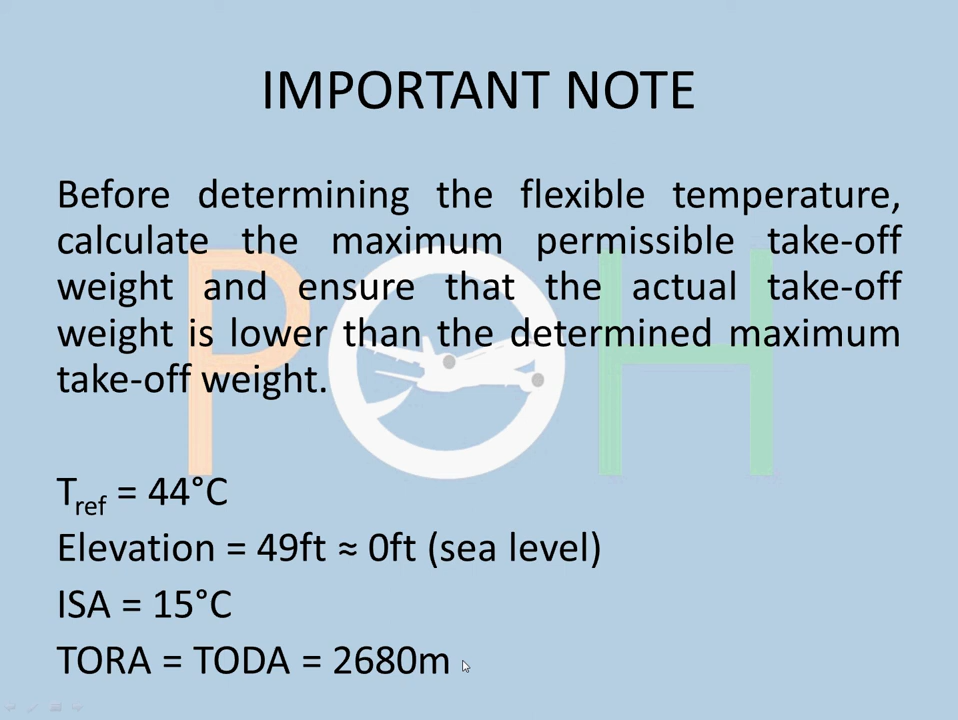 IMPORTANT NOTE
Before determining the flexible temperature,
calculate the maximum permissible take-off
weight and ensure that the actual take-off
weight is lower than the determined maximum
take-off weight.
POH
Tref = 44°C
Elevation = 49ft ≈ 0ft (sea level)
ISA = 15°C
TORA = TODA = 2680m